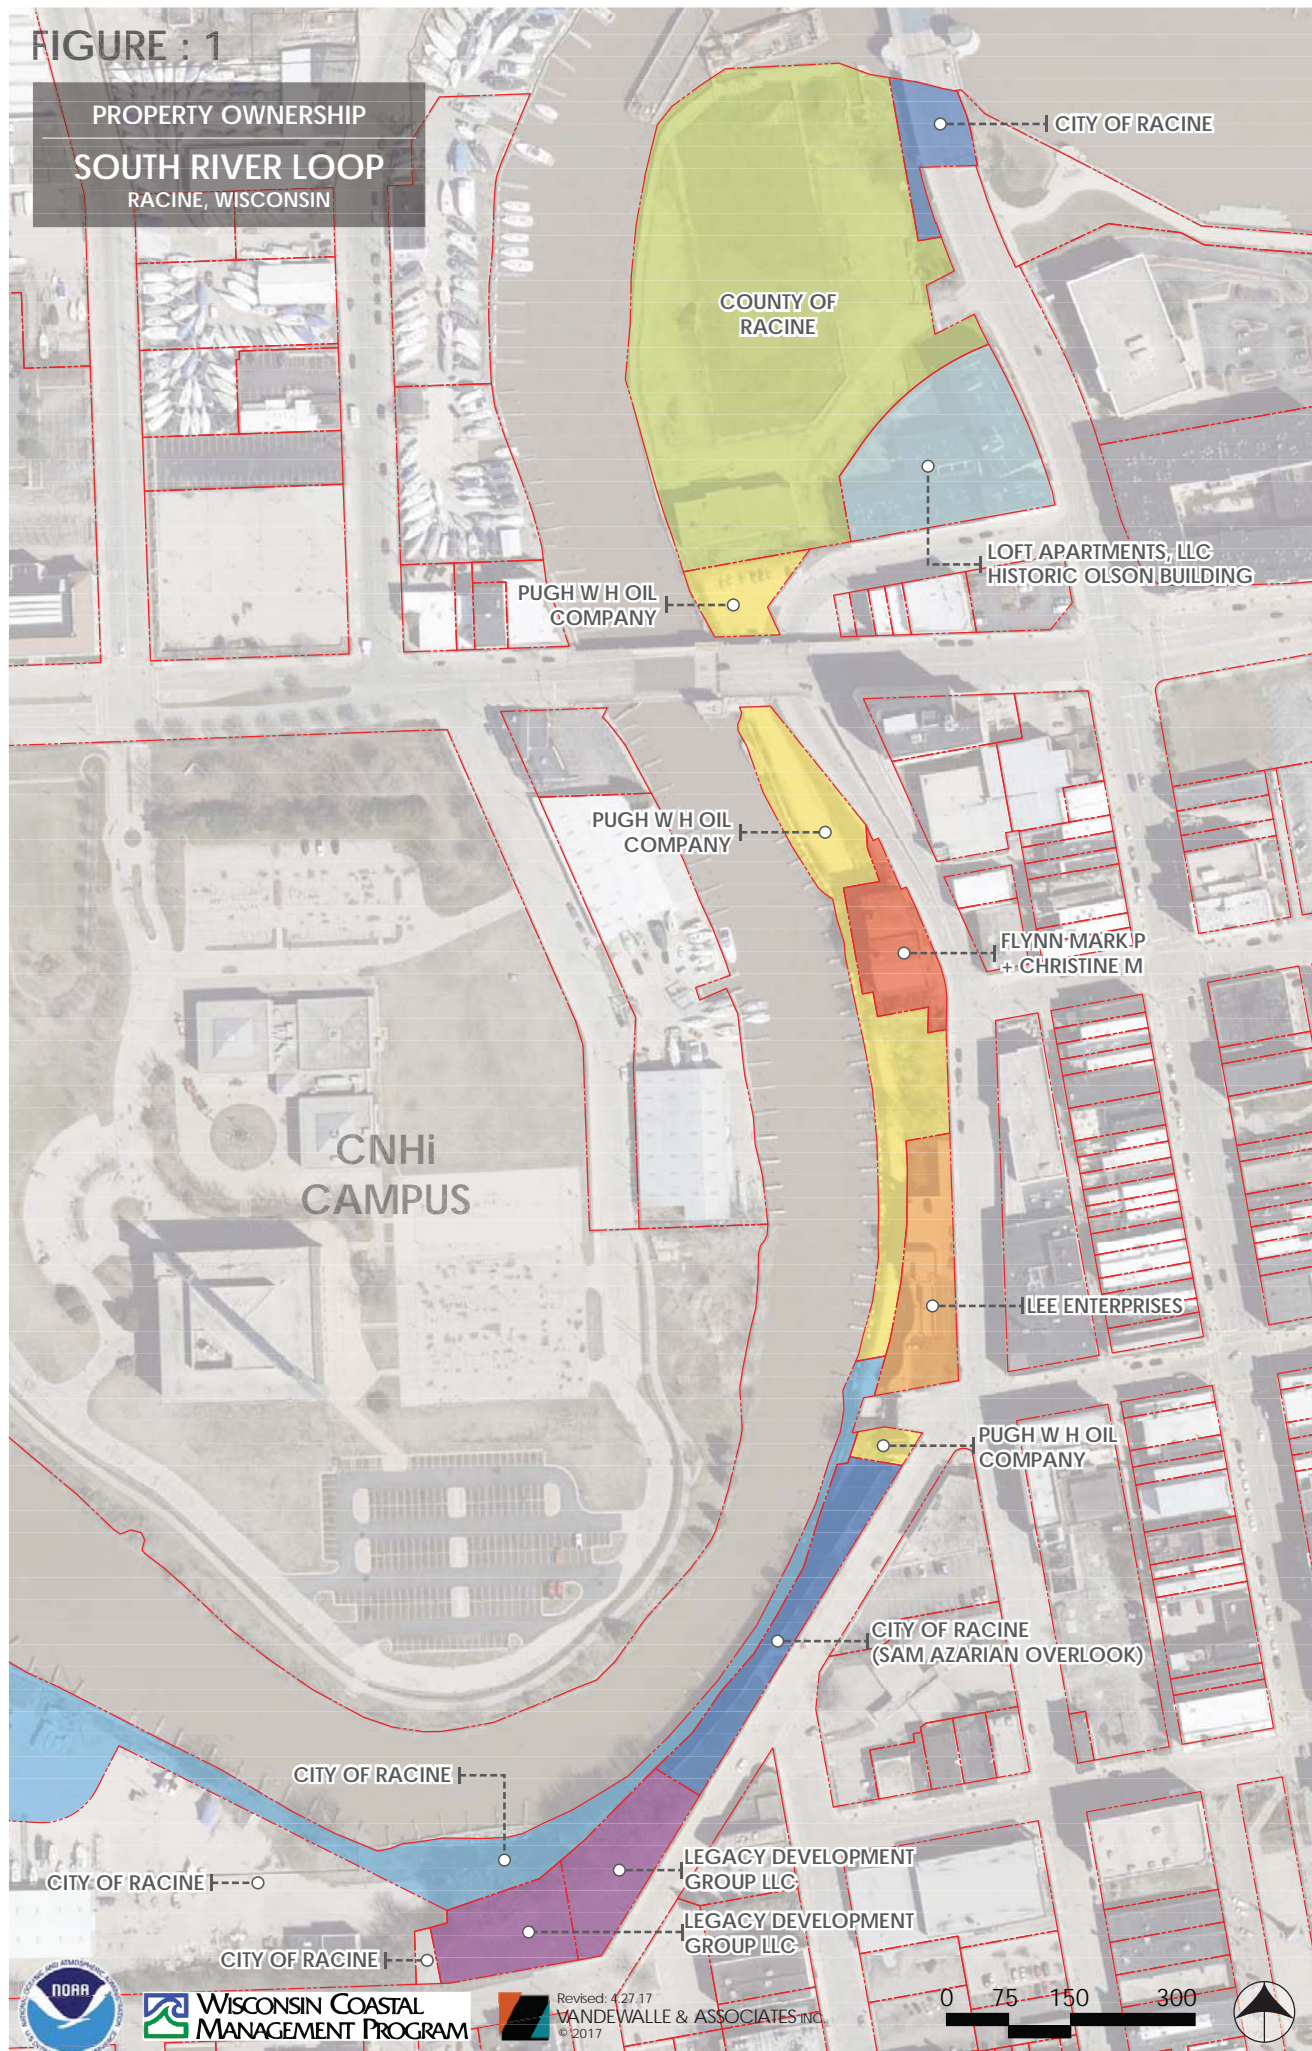 FIGURE : 1
PROPERTY OWNERSHIP
SOUTH RIVER LOOP
RACINE, WISCONSIN
CITY OF RACINE
COUNTY OF
RACINE
LOFT APARTMENTS, LLC
HISTORIC OLSON BUILDING
PUGH W H OIL
COMPANY
PUGH W H OIL
COMPANY
FLYNN MARK P
+ CHRISTINE M
CNHi
CAMPUS
LEE ENTERPRISES
PUGH W H OIL
COMPANY
CITY OF RACINE
(SAM AZARIAN OVERLOOK)
CITY OF RACINE
LEGACY DEVELOPMENT
GROUP LLC
CITY OF RACINE
LEGACY DEVELOPMENT
GROUP LLC
CITY OF RACINE
NOAA
WISCONSIN COASTAL
MANAGEMENT PROGRAM
Revised: 4.27.17
VANDEWALLE & ASSOCIATES INC.
© 2017
0 75 150 300